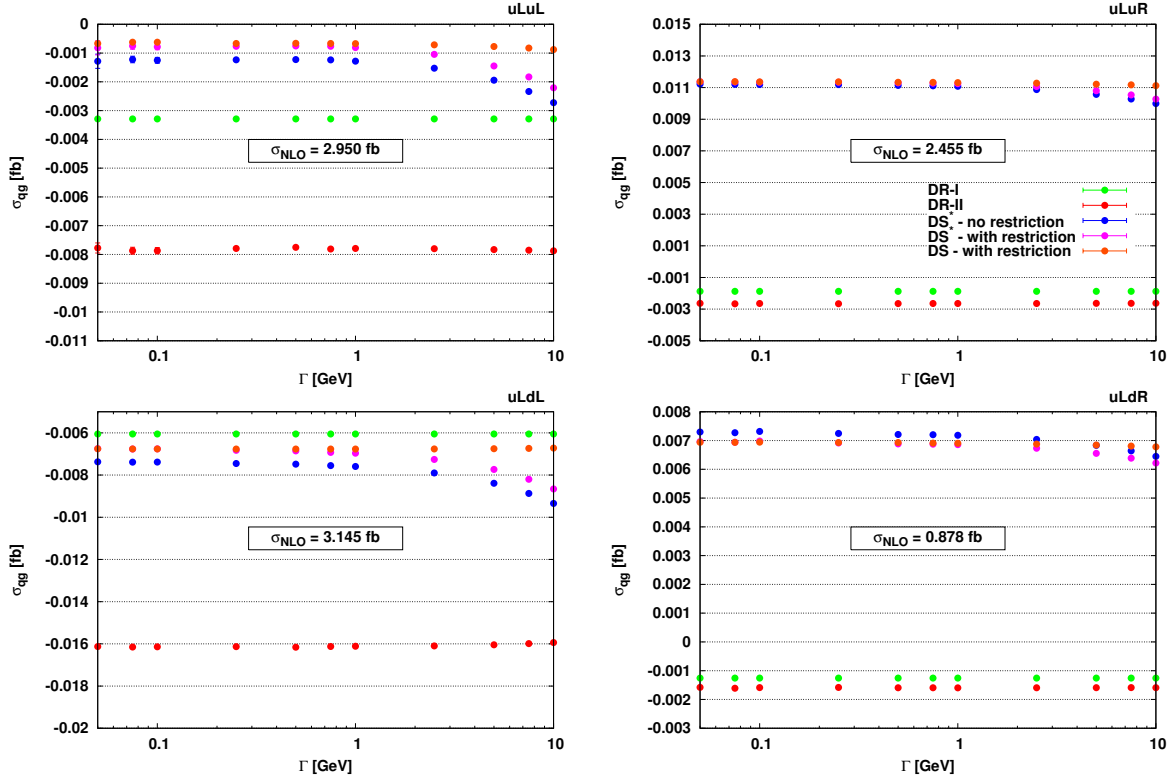 uLuL
0
-0.001
-0.002
-0.003
-0.004
-0.005
-0.006
-0.007
-0.008
-0.009
-0.01
-0.011
σqg [fb]
σNLO = 2.950 fb
0.1 1 10
Γ [GeV]
uLuR
0.015
0.013
0.011
0.009
0.007
0.005
0.003
0.001
-0.001
-0.003
-0.005
σqg [fb]
σNLO = 2.455 fb
DR-I
DR-II
DS* - no restriction
DS* - with restriction
DS - with restriction
0.1 1 10
Γ [GeV]
uLdL
-0.006
-0.008
-0.01
-0.012
-0.014
-0.016
-0.018
-0.02
σqg [fb]
σNLO = 3.145 fb
0.1 1 10
Γ [GeV]
uLdR
0.008
0.007
0.006
0.005
0.004
0.003
0.002
0.001
0
-0.001
-0.002
-0.003
σqg [fb]
σNLO = 0.878 fb
0.1 1 10
Γ [GeV]